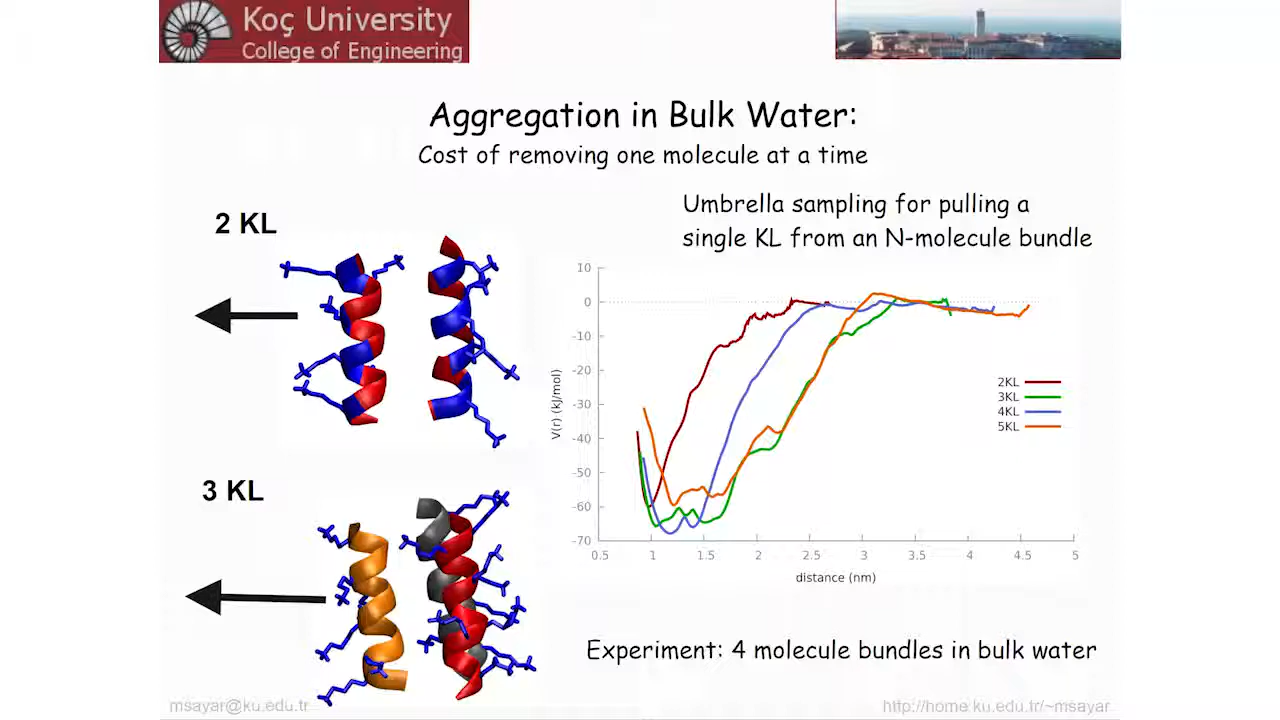 Koç University
College of Engineering
Aggregation in Bulk Water:
Cost of removing one molecule at a time
2 KL
Umbrella sampling for pulling a
single KL from an N-molecule bundle
10
0
-10
-20
-30
-40
-50
-60
-70
V(r) (kJ/mol)
0.5 1 1.5 2 2.5 3 3.5 4 4.5 5
distance (nm)
2KL
3KL
4KL
5KL
3 KL
Experiment: 4 molecule bundles in bulk water
msayar@ku.edu.tr
http://home.ku.edu.tr/~msayar